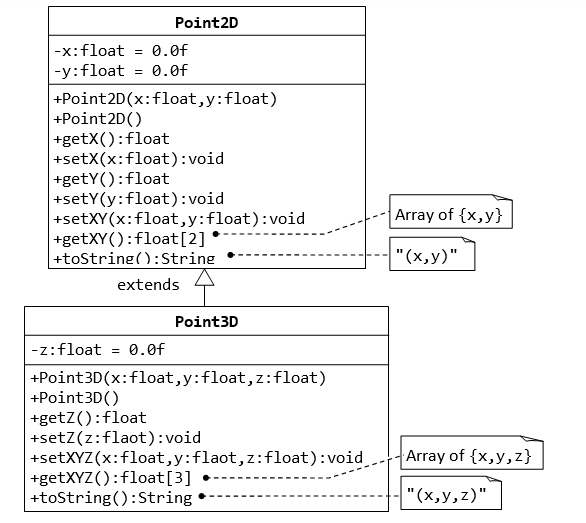 Point2D
-x:float = 0.0f
-y:float = 0.0f
+Point2D(x:float,y:float)
+Point2D()
+getX():float
+setX(x:float):void
+getY():float
+setY(y:float):void
+setXY(x:float,y:float):void
+getXY():float[2]
+toString():String
Array of {x,y}
"(x,y)"
extends
Point3D
-z:float = 0.0f
+Point3D(x:float,y:float,z:float)
+Point3D()
+getZ():float
+setZ(z:flaot):void
+setXYZ(x:float,y:flaot,z:float):void
+getXYZ():float[3]
+toString():String
Array of {x,y,z}
"(x,y,z)"